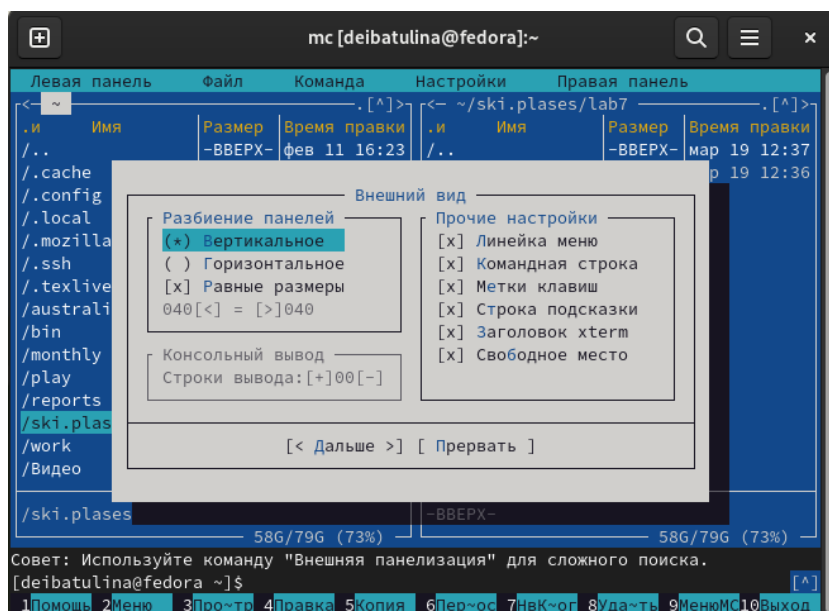 mc [deibatulina@fedora]:~
Левая панель Файл Команда Настройки Правая панель
<— ~ .[^]> <— ~/ski.plases/lab7 .[^]>
.и Имя Размер Время правки .и Имя Размер Время правки
/.. -ВВЕРХ- фев 11 16:23 /.. -ВВЕРХ- мар 19 12:37
/.cache р 19 12:36
/.config
/.local
/.mozilla
/.ssh
/.texlive
/australi
/bin
/monthly
/play
/reports
/ski.plas
/work
/Видео
Внешний вид
Разбиение панелей
(*) Вертикальное
( ) Горизонтальное
[x] Равные размеры
040[<] = [>]040
Консольный вывод
Строки вывода:[+]00[-]
Прочие настройки
[x] Линейка меню
[x] Командная строка
[x] Метки клавиш
[x] Строка подсказки
[x] Заголовок xterm
[x] Свободное место
[< Дальше >] [ Прервать ]
/ski.plases -ВВЕРХ-
58G/79G (73%) 58G/79G (73%)
Совет: Используйте команду "Внешняя панелизация" для сложного поиска.
[deibatulina@fedora ~]$ [^]
1Помощь 2Меню 3Про~тр 4Правка 5Копия 6Пер~ос 7НвК~ог 8Уда~ть 9МенюМС 10Выход